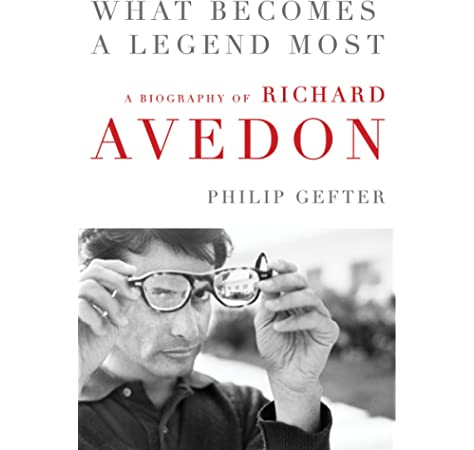 WHAT BECOMES
A LEGEND MOST
A BIOGRAPHY OF RICHARD
AVEDON
PHILIP GEFTER